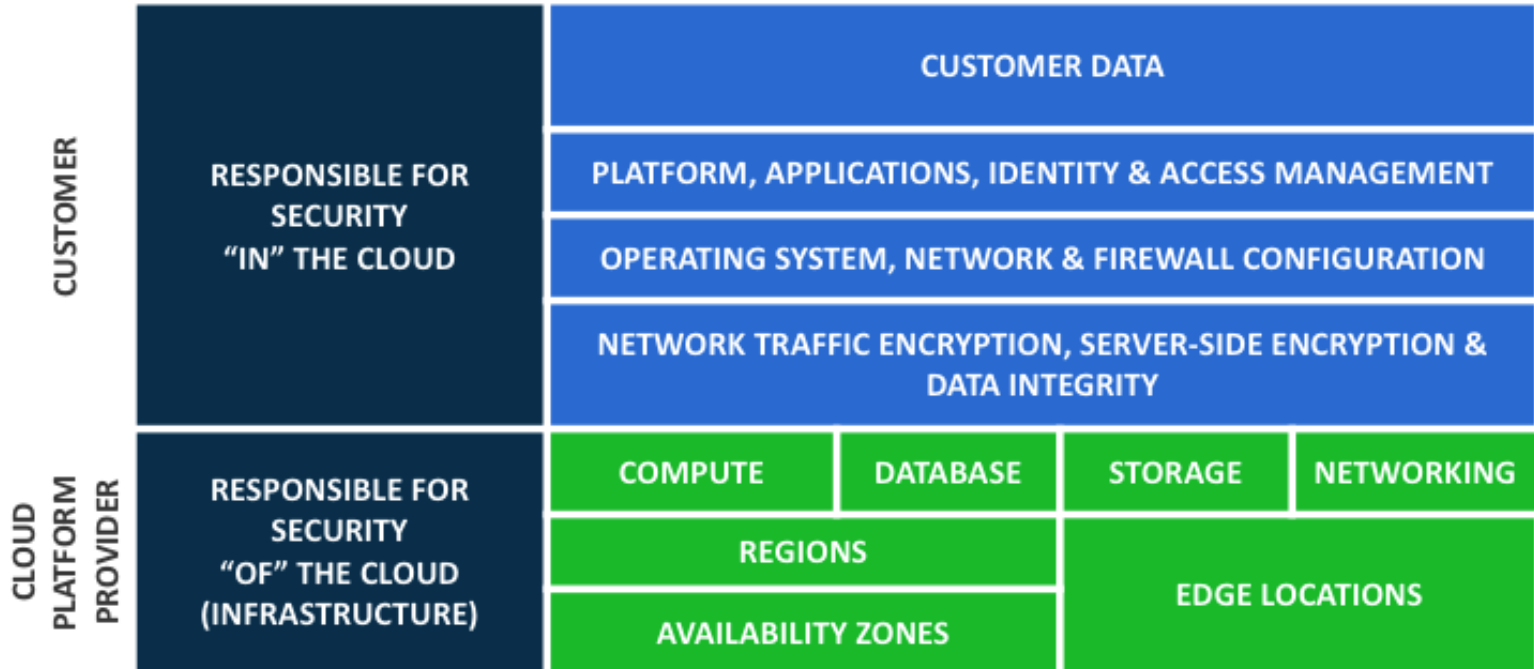 CUSTOMER
RESPONSIBLE FOR
SECURITY
“IN” THE CLOUD
CUSTOMER DATA
PLATFORM, APPLICATIONS, IDENTITY & ACCESS MANAGEMENT
OPERATING SYSTEM, NETWORK & FIREWALL CONFIGURATION
NETWORK TRAFFIC ENCRYPTION, SERVER-SIDE ENCRYPTION &
DATA INTEGRITY
CLOUD
PLATFORM
PROVIDER
RESPONSIBLE FOR
SECURITY
“OF” THE CLOUD
(INFRASTRUCTURE)
COMPUTE
DATABASE
STORAGE
NETWORKING
REGIONS
AVAILABILITY ZONES
EDGE LOCATIONS